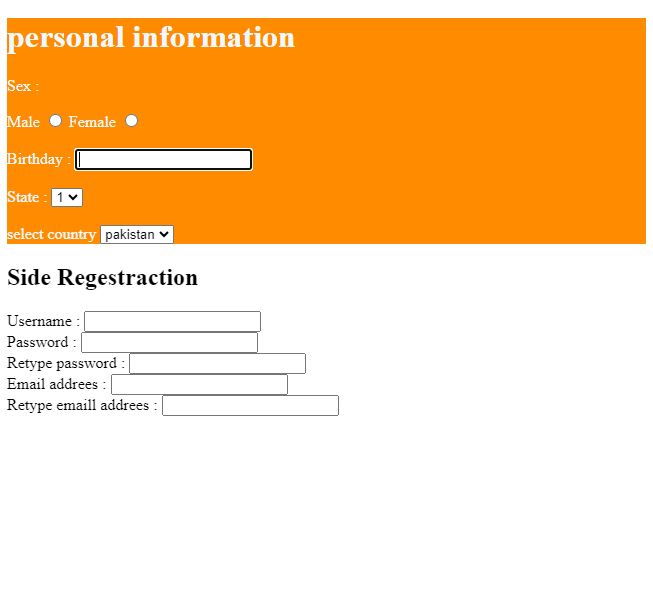 personal information
Sex :
Male Female
Birthday :
State : 1
select country pakistan
Side Regestraction
Username :
Password :
Retype password :
Email addrees :
Retype emaill addrees :